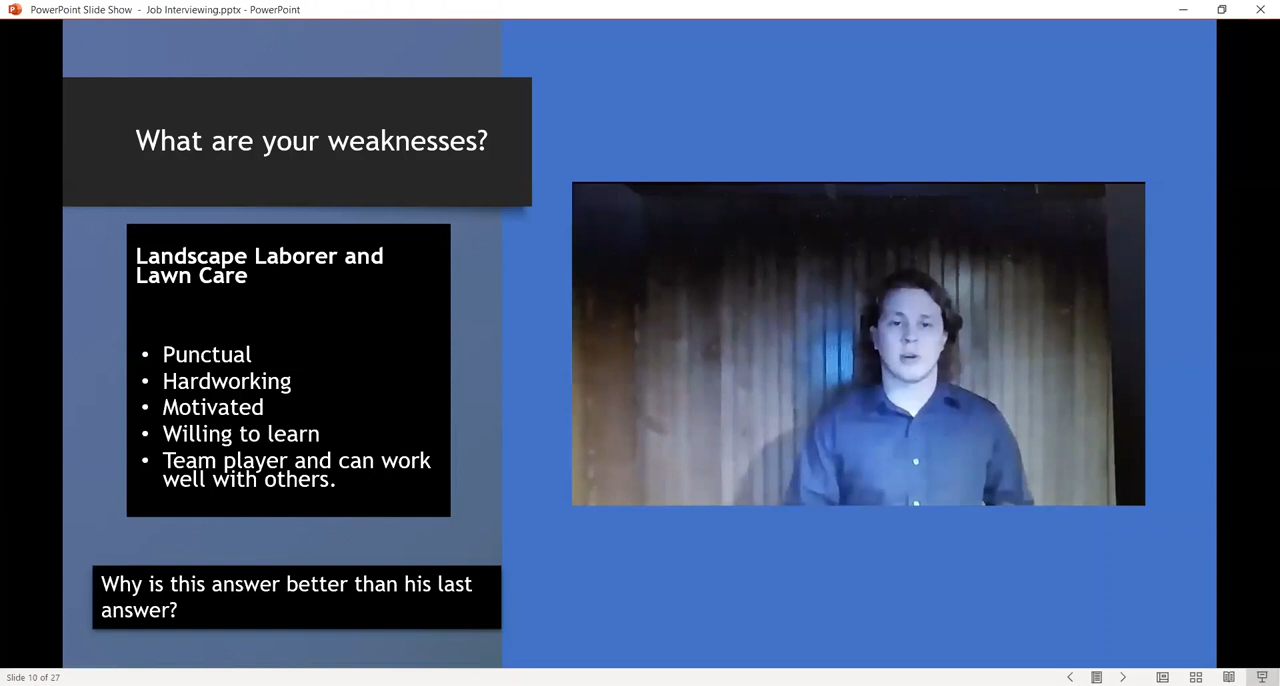 PowerPoint Slide Show - Job Interviewing.pptx - PowerPoint
What are your weaknesses?
Landscape Laborer and
Lawn Care
• Punctual
• Hardworking
• Motivated
• Willing to learn
• Team player and can work
well with others.
Why is this answer better than his last
answer?
Slide 10 of 27